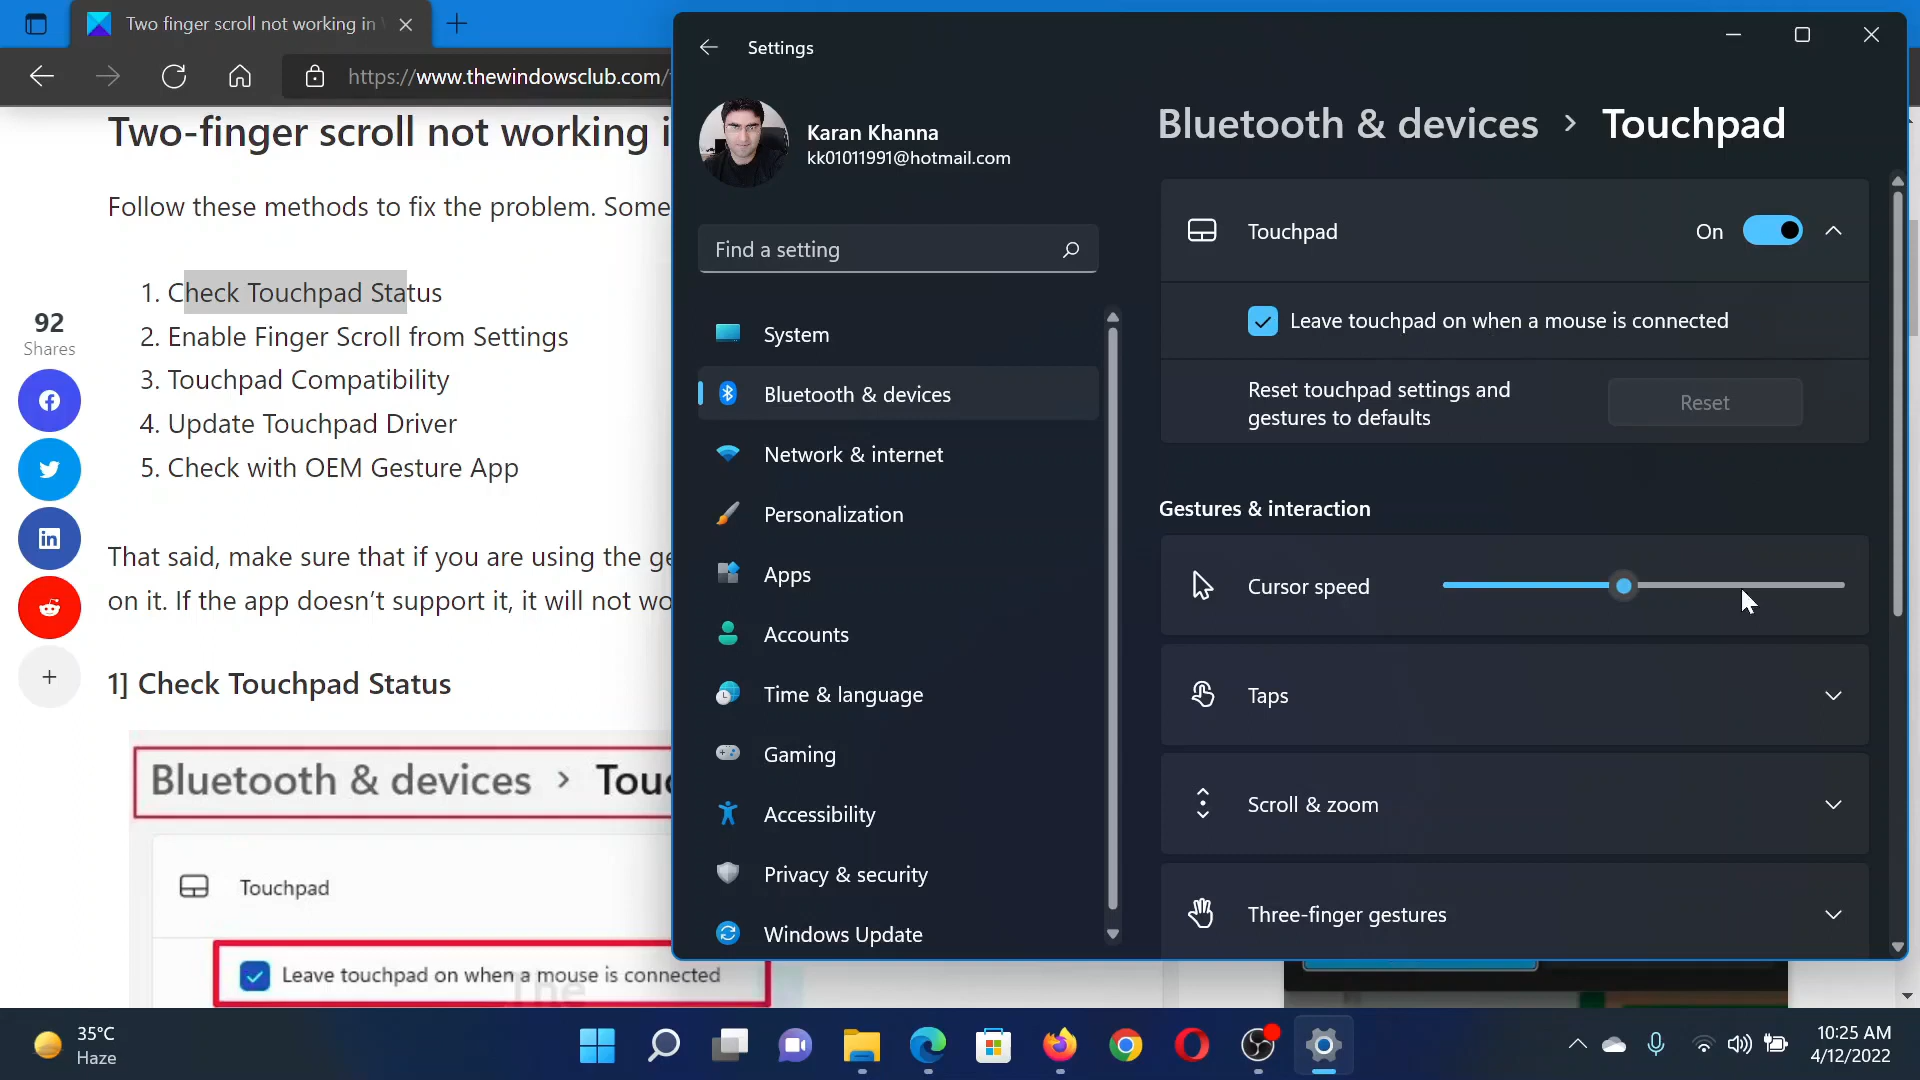 Two finger scroll not working in
https://www.thewindowsclub.com/
Two-finger scroll not working i
Follow these methods to fix the problem. Some
1. Check Touchpad Status
2. Enable Finger Scroll from Settings
3. Touchpad Compatibility
4. Update Touchpad Driver
5. Check with OEM Gesture App
92
Shares
in
+
That said, make sure that if you are using the ge
on it. If the app doesn't support it, it will not wo
1] Check Touchpad Status
Bluetooth & devices > Touc
Touchpad
Leave touchpad on when a mouse is connected
The
Settings
Karan Khanna
kk01011991@hotmail.com
Find a setting
System
Bluetooth & devices
Network & internet
Personalization
Apps
Accounts
Time & language
Gaming
Accessibility
Privacy & security
Windows Update
Bluetooth & devices > Touchpad
Touchpad
On
Leave touchpad on when a mouse is connected
Reset touchpad settings and
gestures to defaults
Reset
Gestures & interaction
Cursor speed
Taps
Scroll & zoom
Three-finger gestures
35°C
Haze
10:25 AM
4/12/2022